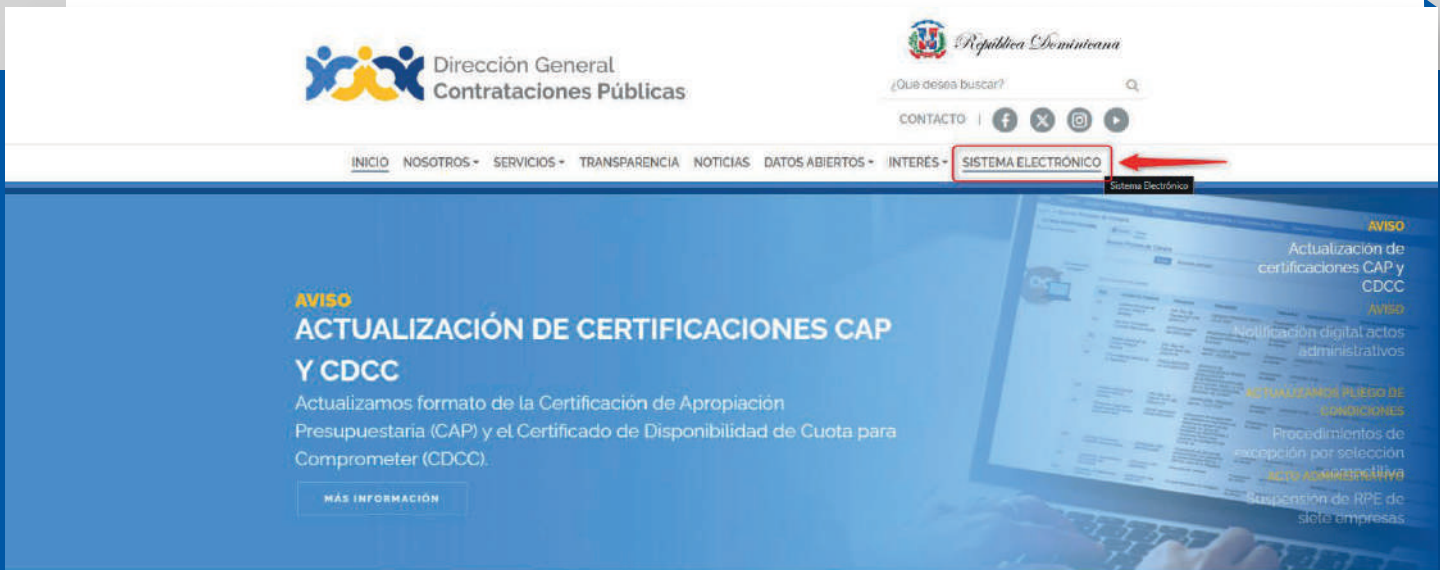 República Dominicana
Dirección General
Contrataciones Públicas
¿Que desea buscar?
CONTACTO |
INICIO NOSOTROS SERVICIOS TRANSPARENCIA NOTICIAS DATOS ABIERTOS INTERÉS SISTEMA ELECTRÓNICO
Sistema Electrónico
AVISO
ACTUALIZACIÓN DE CERTIFICACIONES CAP
Y CDCC
Actualizamos formato de la Certificación de Apropiación
Presupuestaria (CAP) y el Certificado de Disponibilidad de Cuota para
Comprometer (CDCC).
MÁS INFORMACIÓN
AVISO
Actualización de
certificaciones CAP y
CDCC
AVISO
Notificación digital actos
administrativos
ACTUALIZAMOS PLIEGO DE
CONDICIONES
Procedimientos de
excepción por selección
competitiva
ACTO ADMINISTRATIVO
Suspensión de RPE de
siete empresas